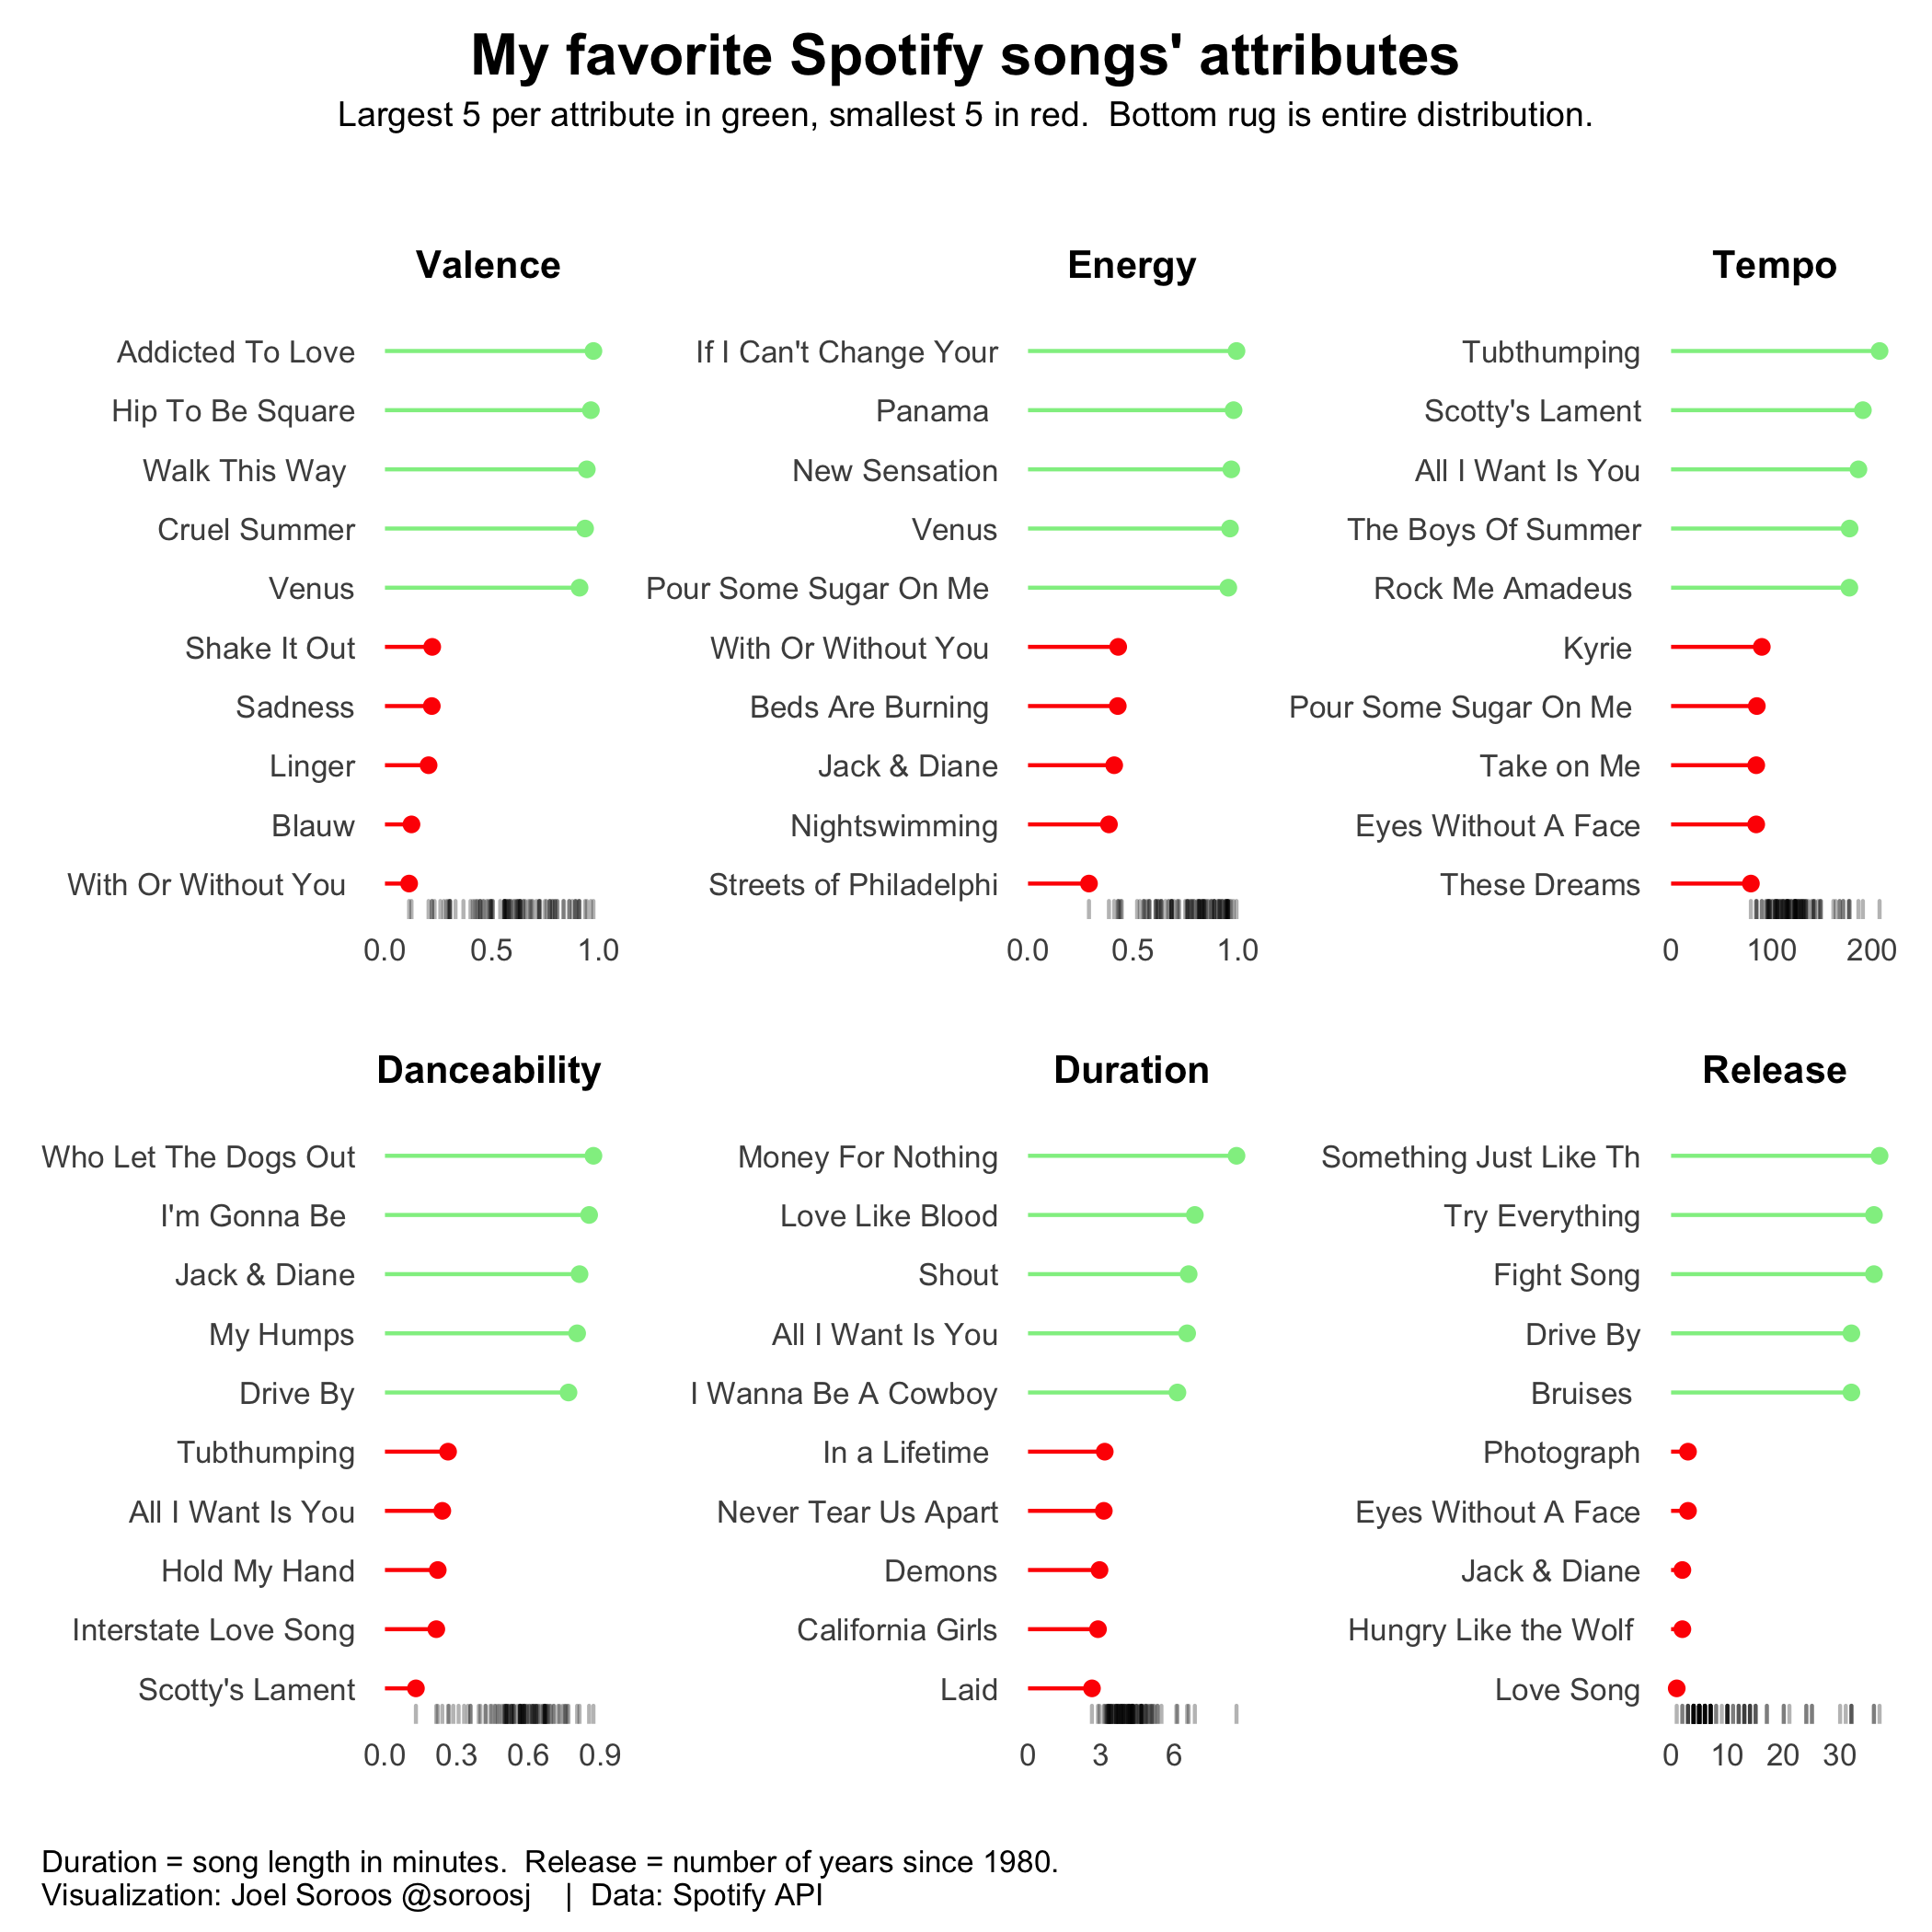 My favorite Spotify songs' attributes
Largest 5 per attribute in green, smallest 5 in red.  Bottom rug is entire distribution.
Valence
Addicted To Love
Hip To Be Square
Walk This Way
Cruel Summer
Venus
Shake It Out
Sadness
Linger
Blauw
With Or Without You
0.0 0.5 1.0
Energy
If I Can't Change Your
Panama
New Sensation
Venus
Pour Some Sugar On Me
With Or Without You
Beds Are Burning
Jack & Diane
Nightswimming
Streets of Philadelphi
0.0 0.5 1.0
Tempo
Tubthumping
Scotty's Lament
All I Want Is You
The Boys Of Summer
Rock Me Amadeus
Kyrie
Pour Some Sugar On Me
Take on Me
Eyes Without A Face
These Dreams
0 100 200
Danceability
Who Let The Dogs Out
I'm Gonna Be
Jack & Diane
My Humps
Drive By
Tubthumping
All I Want Is You
Hold My Hand
Interstate Love Song
Scotty's Lament
0.0 0.3 0.6 0.9
Duration
Money For Nothing
Love Like Blood
Shout
All I Want Is You
I Wanna Be A Cowboy
In a Lifetime
Never Tear Us Apart
Demons
California Girls
Laid
0 3 6
Release
Something Just Like Th
Try Everything
Fight Song
Drive By
Bruises
Photograph
Eyes Without A Face
Jack & Diane
Hungry Like the Wolf
Love Song
0 10 20 30
Duration = song length in minutes.  Release = number of years since 1980.
Visualization: Joel Soroos @soroosj    |  Data: Spotify API